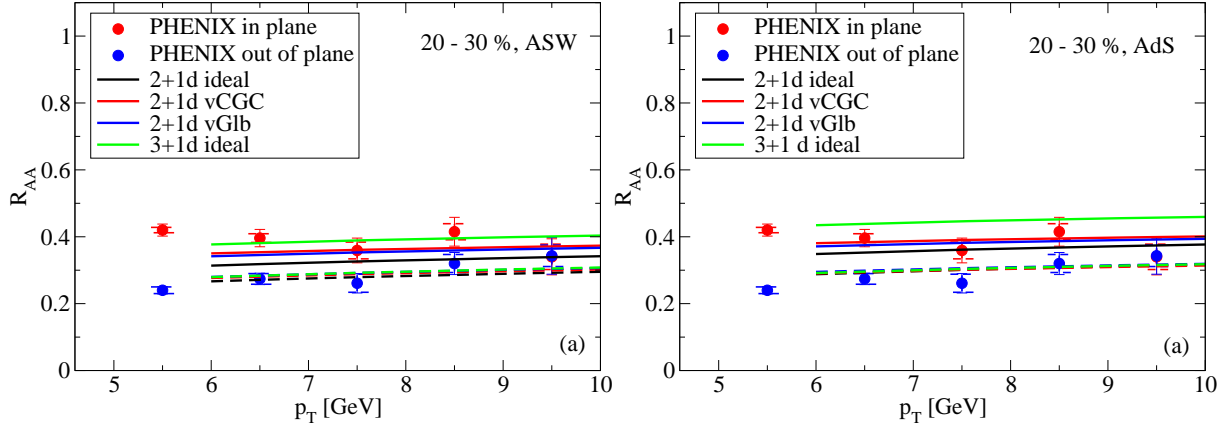 1
0.8
0.6
0.4
0.2
0
R_AA
PHENIX in plane
PHENIX out of plane
2+1d ideal
2+1d vCGC
2+1d vGlb
3+1d ideal
20 - 30 %, ASW
(a)
5 6 7 8 9 10
p_T [GeV]
1
0.8
0.6
0.4
0.2
0
R_AA
PHENIX in plane
PHENIX out of plane
2+1d ideal
2+1d vCGC
2+1d vGlb
3+1 d ideal
20 - 30 %, AdS
(a)
5 6 7 8 9 10
p_T [GeV]